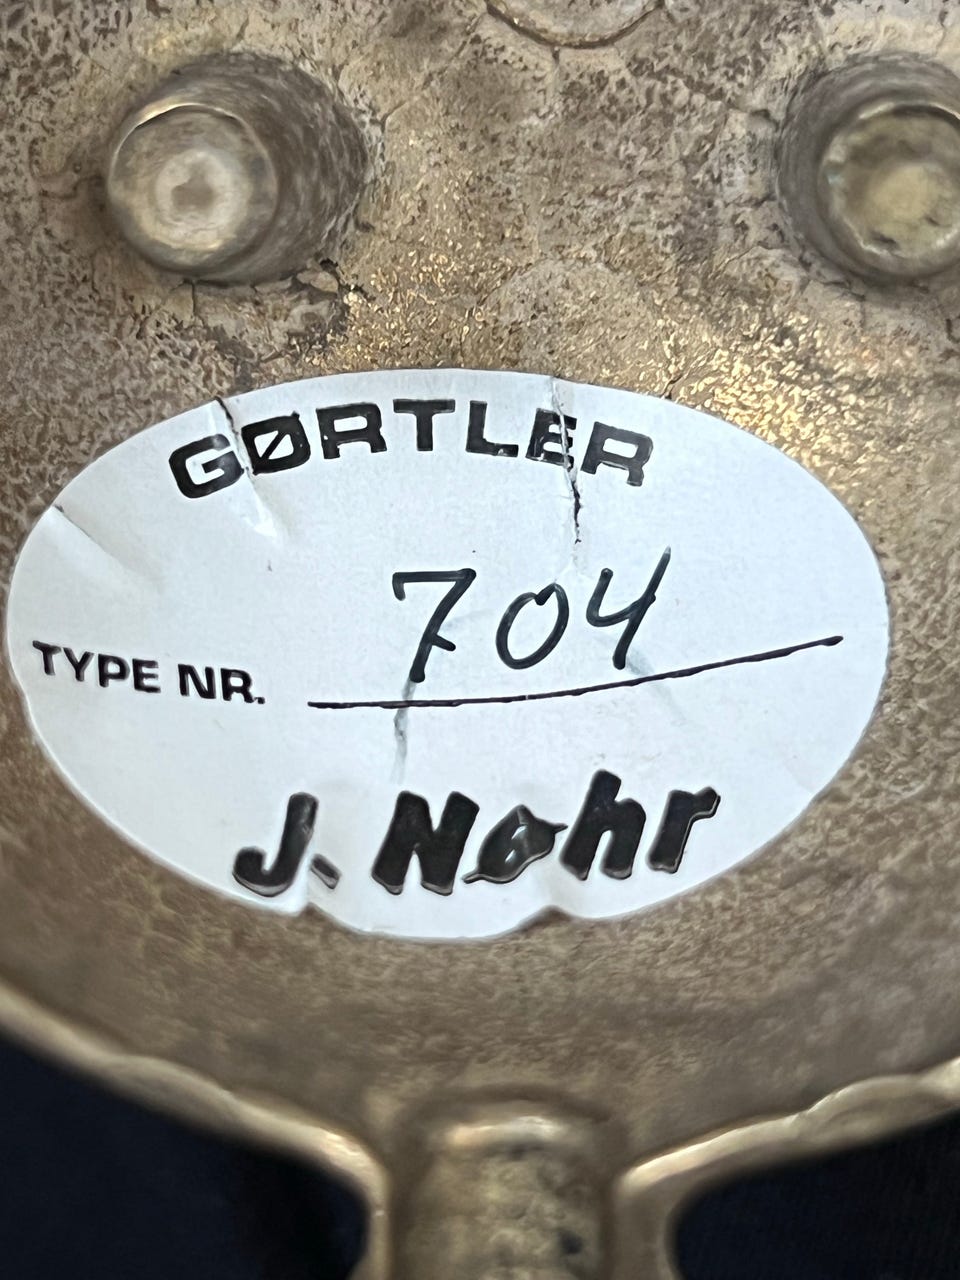 GØRTLER
704
TYPE NR.
J. Nøhr